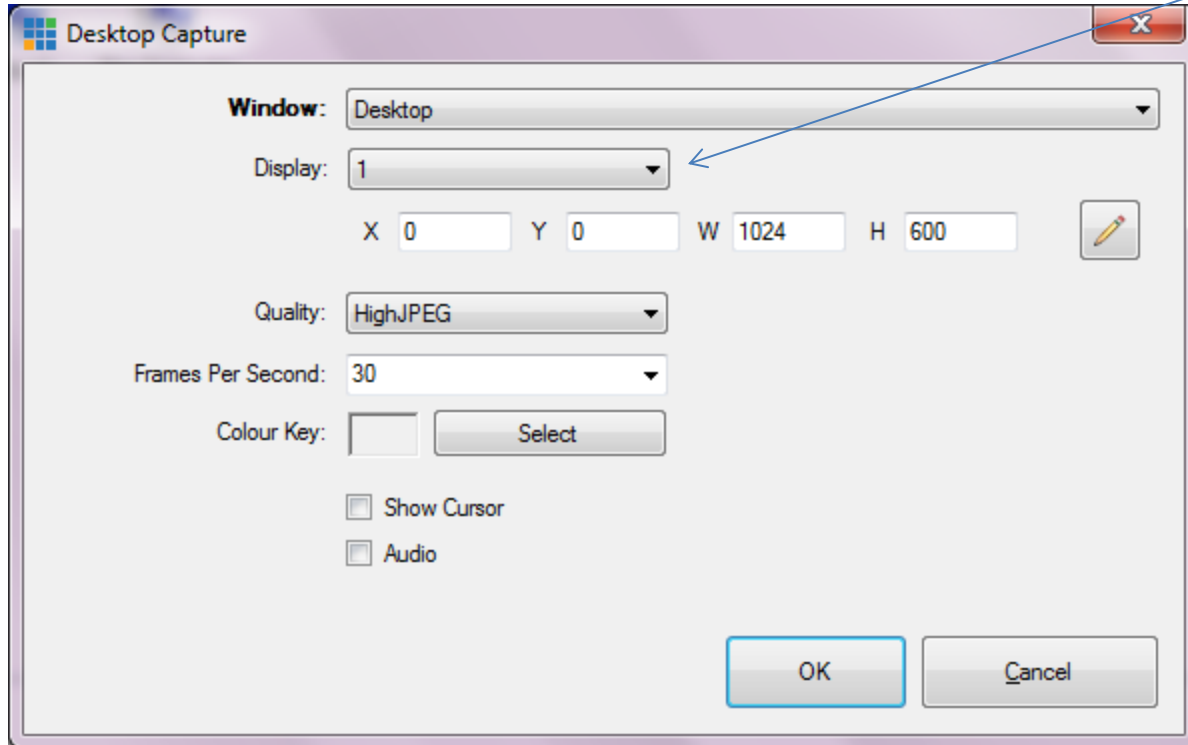 Desktop Capture
Window: Desktop
Display: 1
X 0 Y 0 W 1024 H 600
Quality: HighJPEG
Frames Per Second: 30
Colour Key: Select
Show Cursor
Audio
OK Cancel